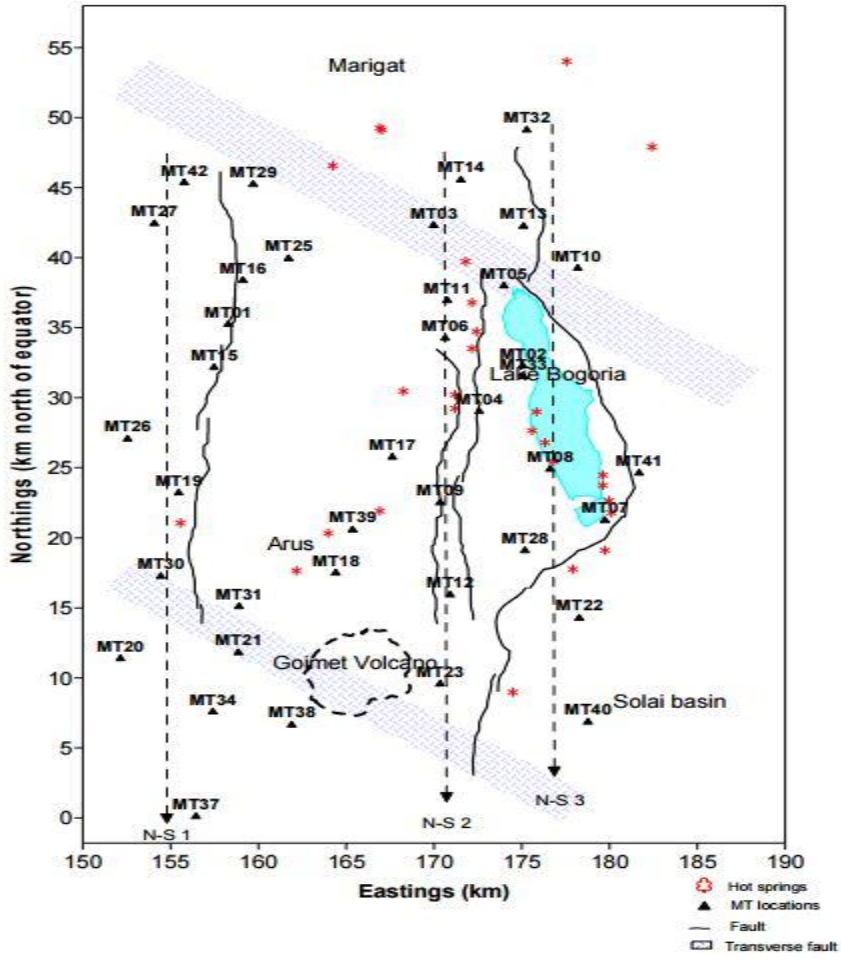 55
Marigat
50
MT32
MT42
MT29
MT14
45
MT27
MT03
MT13
MT25
MT10
40
MT16
MT05
MT11
MT01
35
MT06
MT15
MT02
MT33
Lake Bogoria
30
MT04
MT26
MT17
MT08
MT41
25
MT19
MT09
MT07
MT39
20
Arus
MT28
MT30
MT18
MT12
MT31
15
MT22
MT20
MT21
Goimet Volcano
MT23
10
MT34
MT38
MT40
Solai basin
5
MT37
N-S 3
0
N-S 1
N-S 2
150 155 160 165 170 175 180 185 190
Northings (km north of equator)
Eastings (km)
Hot springs
MT locations
Fault
Transverse fault